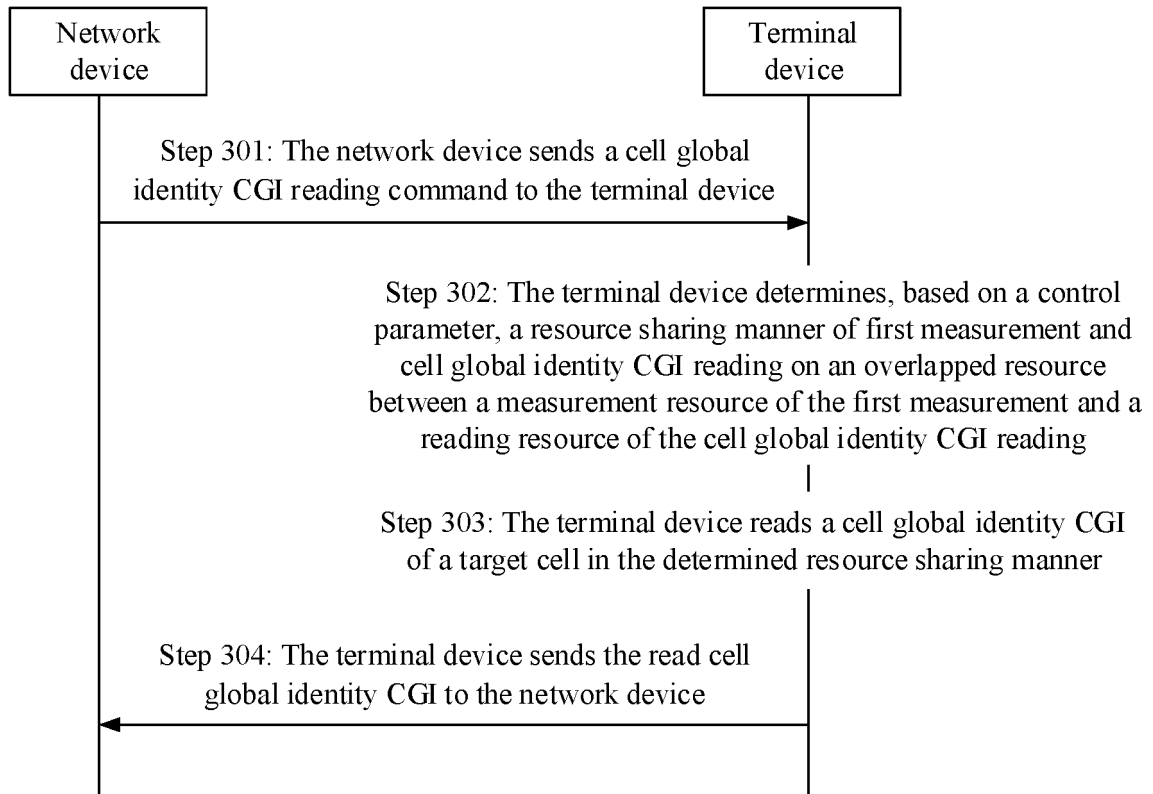 Network
device
Terminal
device
Step 301: The network device sends a cell global
identity CGI reading command to the terminal device
Step 302: The terminal device determines, based on a control
parameter, a resource sharing manner of first measurement and
cell global identity CGI reading on an overlapped resource
between a measurement resource of the first measurement and a
reading resource of the cell global identity CGI reading
Step 303: The terminal device reads a cell global identity CGI
of a target cell in the determined resource sharing manner
Step 304: The terminal device sends the read cell
global identity CGI to the network device